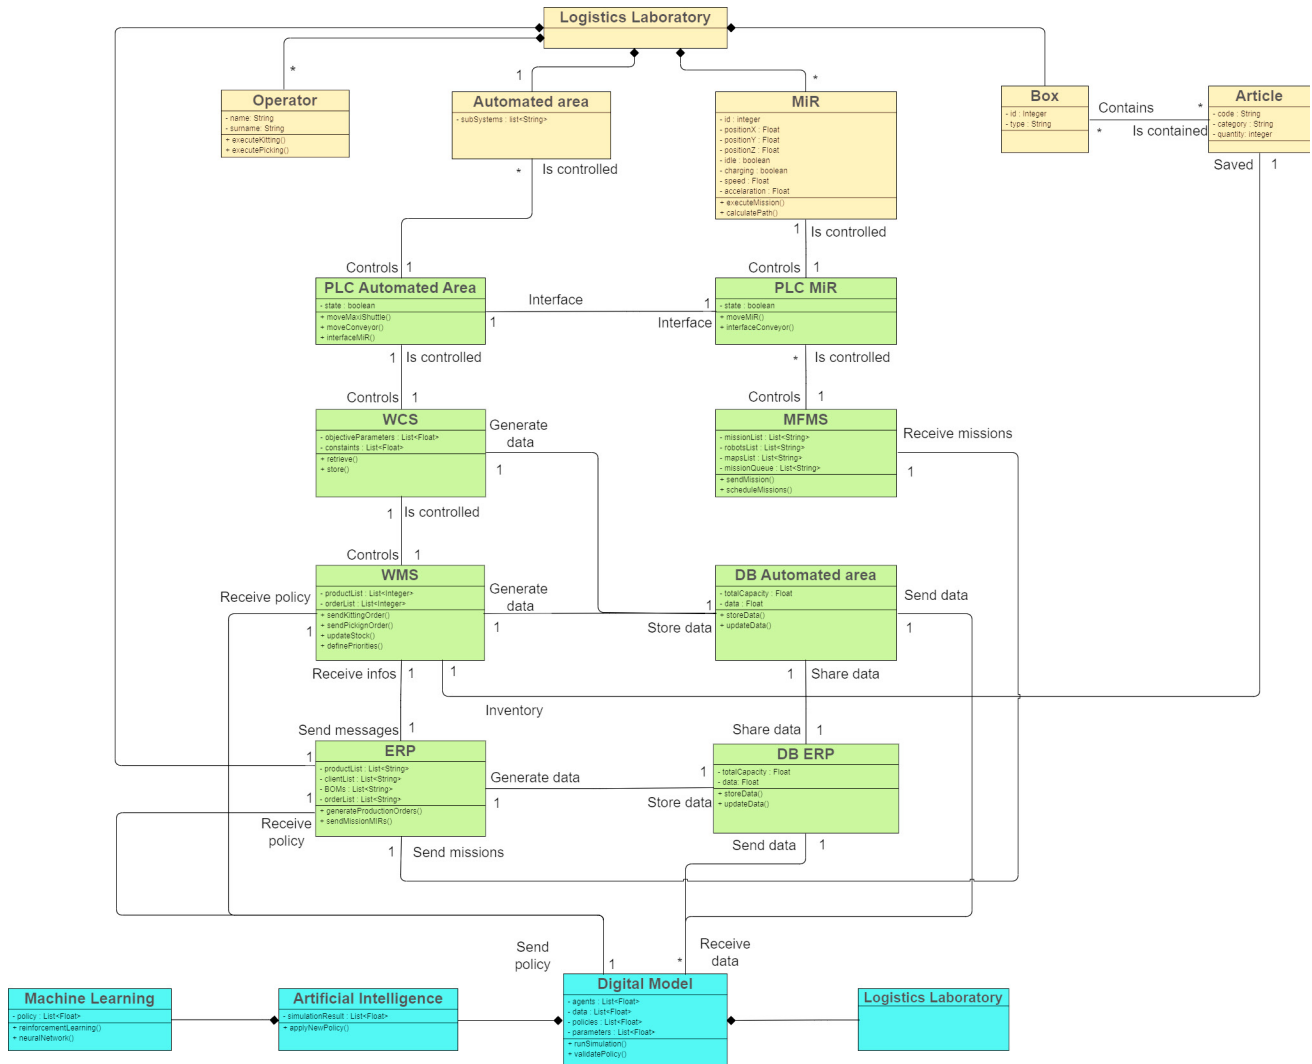 Logistics Laboratory
*
1
*
Operator
- name: String
- surname: String
+ executeKitting()
+ executePicking()
Automated area
- subSystems : list<String>
*
Is controlled
MiR
- id : integer
- positionX : Float
- positionY : Float
- positionZ : Float
- idle : boolean
- charging : boolean
- speed : Float
- accelaration : Float
+ executeMission()
+ calculatePath()
Box
- id : Integer
- type : String
Contains
*
*
Is contained
Article
- code : String
- category : String
- quantity: integer
Saved
1
1
Is controlled
Controls
1
Controls
1
PLC Automated Area
- state : boolean
+ moveMaxiShuttle()
+ moveConveyor()
+ interfaceMiR()
Interface
1
1
Interface
PLC MiR
- state : boolean
+ moveMiR()
+ interfaceConveyor()
1
Is controlled
*
Is controlled
Controls
1
Controls
1
WCS
- objectiveParameters : List<Float>
- constaints : List<Float>
+ retrieve()
+ store()
Generate
data
1
MFMS
- missionList : List<String>
- robotsList : List<String>
- mapsList : List<String>
- missionQueue : List<String>
+ sendMission()
+ scheduleMissions()
Receive missions
1
1
Is controlled
Controls
1
Receive policy
1
WMS
- productList : List<Integer>
- orderList : List<Integer>
+ sendKittingOrder()
+ sendPickignOrder()
+ updateStock()
+ definePriorities()
Generate
data
1
1
Store data
DB Automated area
- totalCapacity : Float
- data : Float
+ storeData()
+ updateData()
Send data
1
Receive infos
1
1
Inventory
1
Share data
Send messages
1
Share data
1
1
1
Receive
policy
ERP
- productList : List<String>
- clientList : List<String>
- BOMs : List<String>
- orderList : List<String>
+ generateProductionOrders()
+ sendMissionMIRs()
Generate data
1
1
Store data
DB ERP
- totalCapacity : Float
- data: Float
+ storeData()
+ updateData()
1
Send missions
Send data
1
Send
policy
1
*
Receive
data
Machine Learning
- policy : List<Float>
+ reinforcementLearning()
+ neuralNetwork()
Artificial Intelligence
- simulationResult : List<Float>
+ applyNewPolicy()
Digital Model
- agents : List<Float>
- data : List<Float>
- policies : List<Float>
- parameters : List<Float>
+ runSimulation()
+ validatePolicy()
Logistics Laboratory